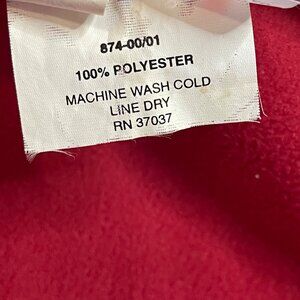 874-00/01
100% POLYESTER
MACHINE WASH COLD
LINE DRY
RN 37037